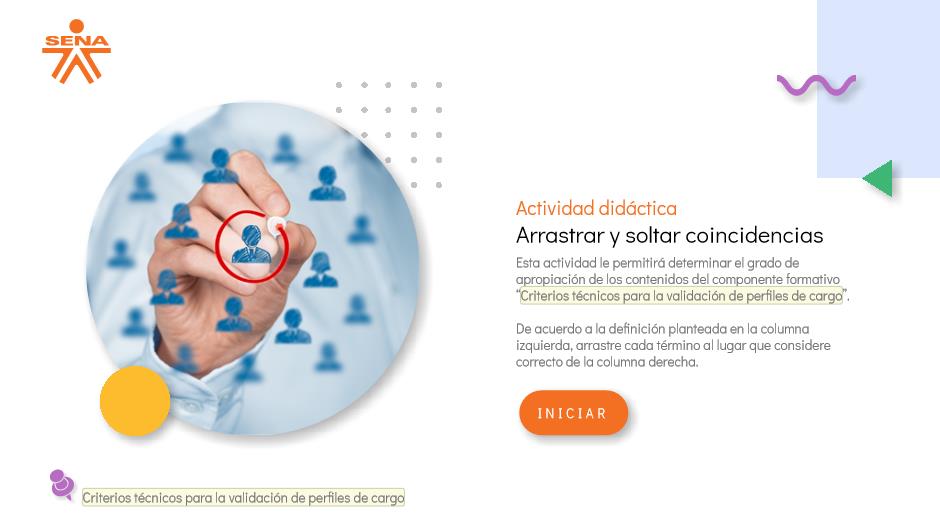 SENA
Actividad didáctica
Arrastrar y soltar coincidencias
Esta actividad le permitirá determinar el grado de
apropiación de los contenidos del componente formativo
“Criterios técnicos para la validación de perfiles de cargo”.
De acuerdo a la definición planteada en la columna
izquierda, arrastre cada término al lugar que considere
correcto de la columna derecha.
INICIAR
Criterios técnicos para la validación de perfiles de cargo